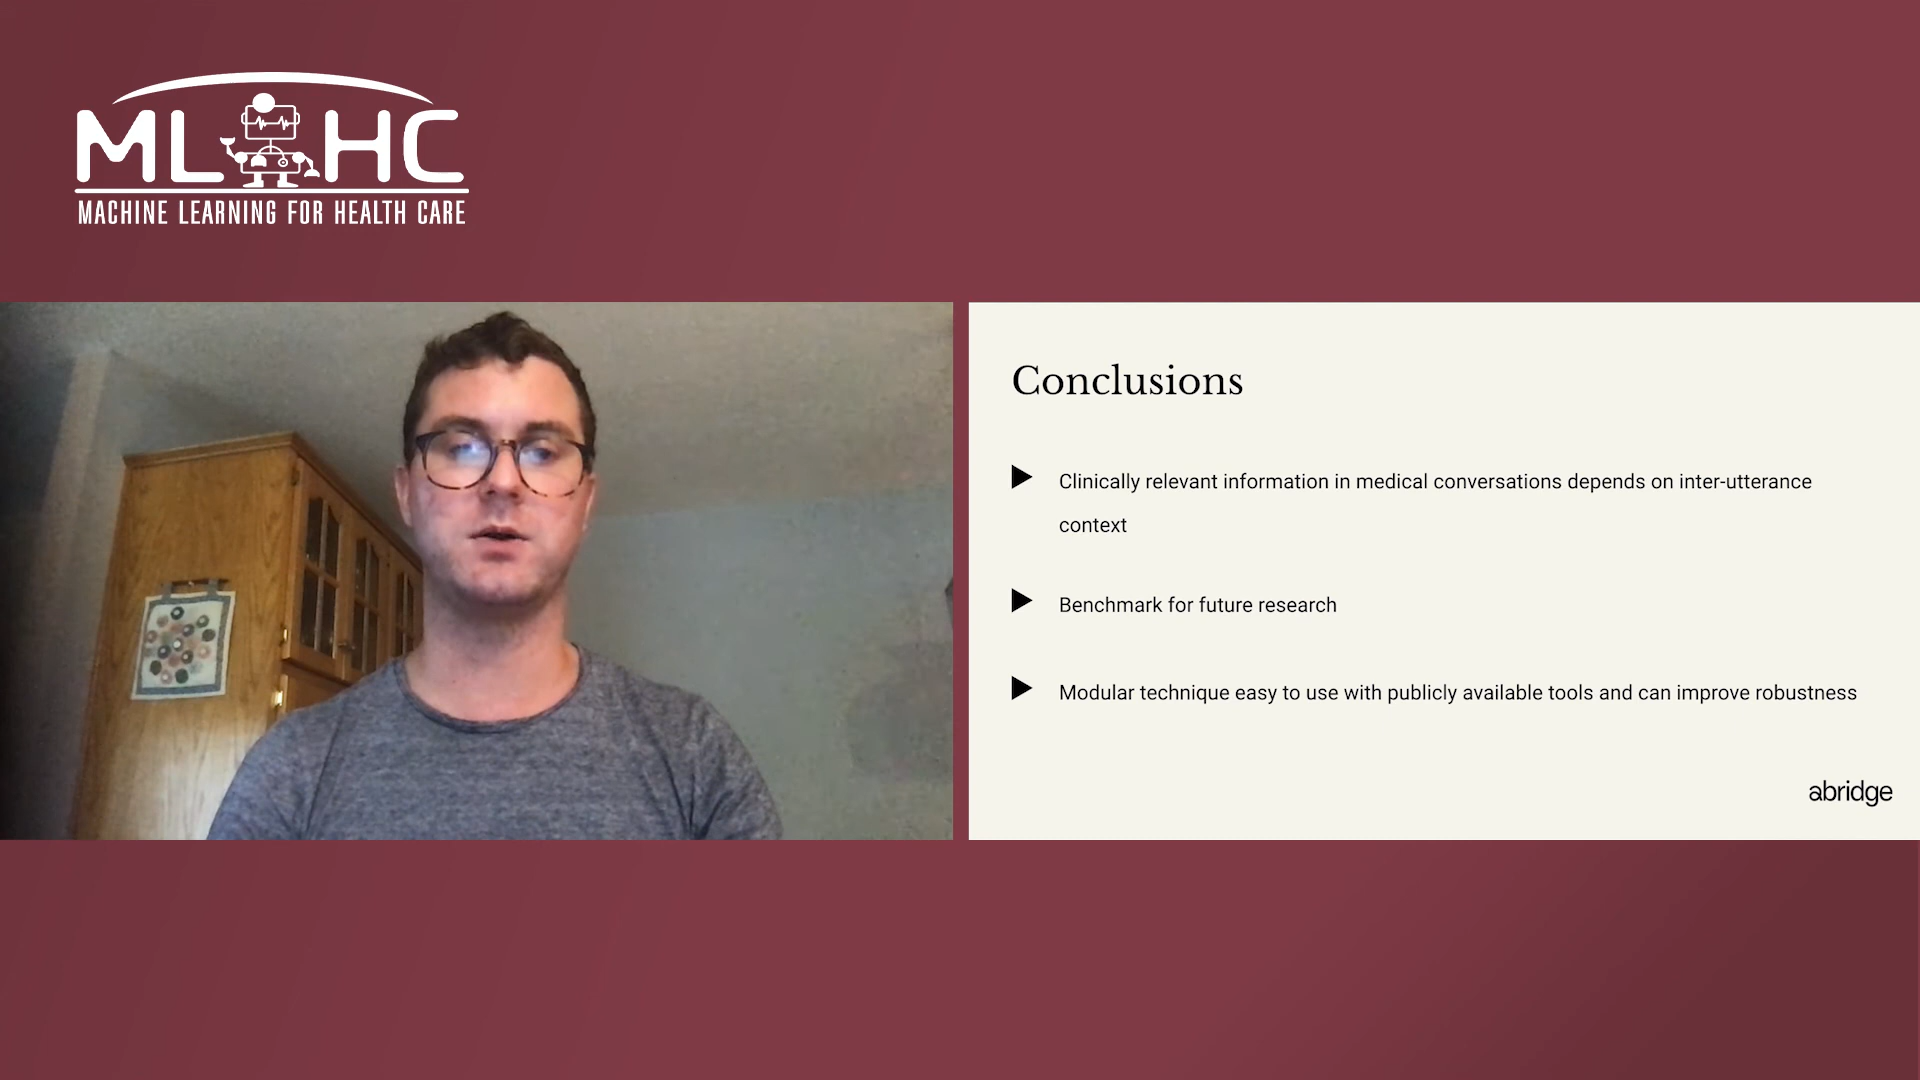 ML HC
MACHINE LEARNING FOR HEALTH CARE
Conclusions
Clinically relevant information in medical conversations depends on inter-utterance
context
Benchmark for future research
Modular technique easy to use with publicly available tools and can improve robustness
abridge